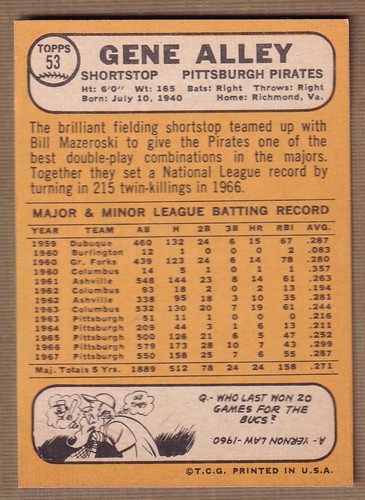 TOPPS
53
GENE ALLEY
SHORTSTOP PITTSBURGH PIRATES
Ht: 6'0" Wt: 165 Bats: Right Throws: Right
Born: July 10, 1940 Home: Richmond, Va.
The brilliant fielding shortstop teamed up with
Bill Mazeroski to give the Pirates one of the
best double-play combinations in the majors.
Together they set a National League record by
turning in 215 twin-killings in 1966.
MAJOR & MINOR LEAGUE BATTING RECORD
YEAR TEAM AB H 2B 3B HR RBI AVG.
1959 Dubuque 460 132 24 6 15 67 .287
1960 Burlington 12 1 0 0 0 2 .083
1960 Gr. Forks 439 123 24 6 14 78 .280
1960 Columbus 14 5 1 0 1 1 .357
1961 Ashville 548 144 23 8 14 61 .263
1962 Columbus 93 18 2 0 2 13 .194
1962 Ashville 338 95 18 3 10 35 .281
1963 Columbus 532 130 20 7 19 61 .244
1963 Pittsburgh 51 11 1 0 0 0 .216
1964 Pittsburgh 209 44 3 1 6 13 .211
1965 Pittsburgh 500 126 21 6 5 47 .252
1966 Pittsburgh 579 173 28 10 7 43 .299
1967 Pittsburgh 550 158 25 7 6 55 .287
Maj. Totals 5 Yrs. 1889 512 78 24 24 158 .271
Q.- WHO LAST WON 20
GAMES FOR THE
BUCS?
A.- VERNON LAW-1960
©T.C.G. PRINTED IN U.S.A.